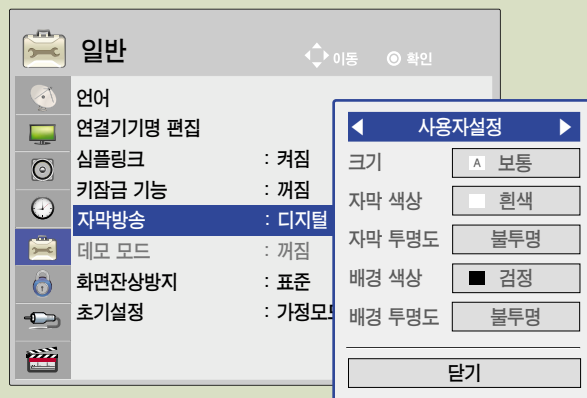 일반
이동 ◉ 확인
언어
연결기기명 편집
심플링크 : 켜짐
키잠금 기능 : 꺼짐
자막방송 : 디지털
데모 모드 : 꺼짐
화면잔상방지 : 표준
초기설정 : 가정모
◀ 사용자설정 ▶
크기 A 보통
자막 색상 흰색
자막 투명도 불투명
배경 색상 검정
배경 투명도 불투명
닫기